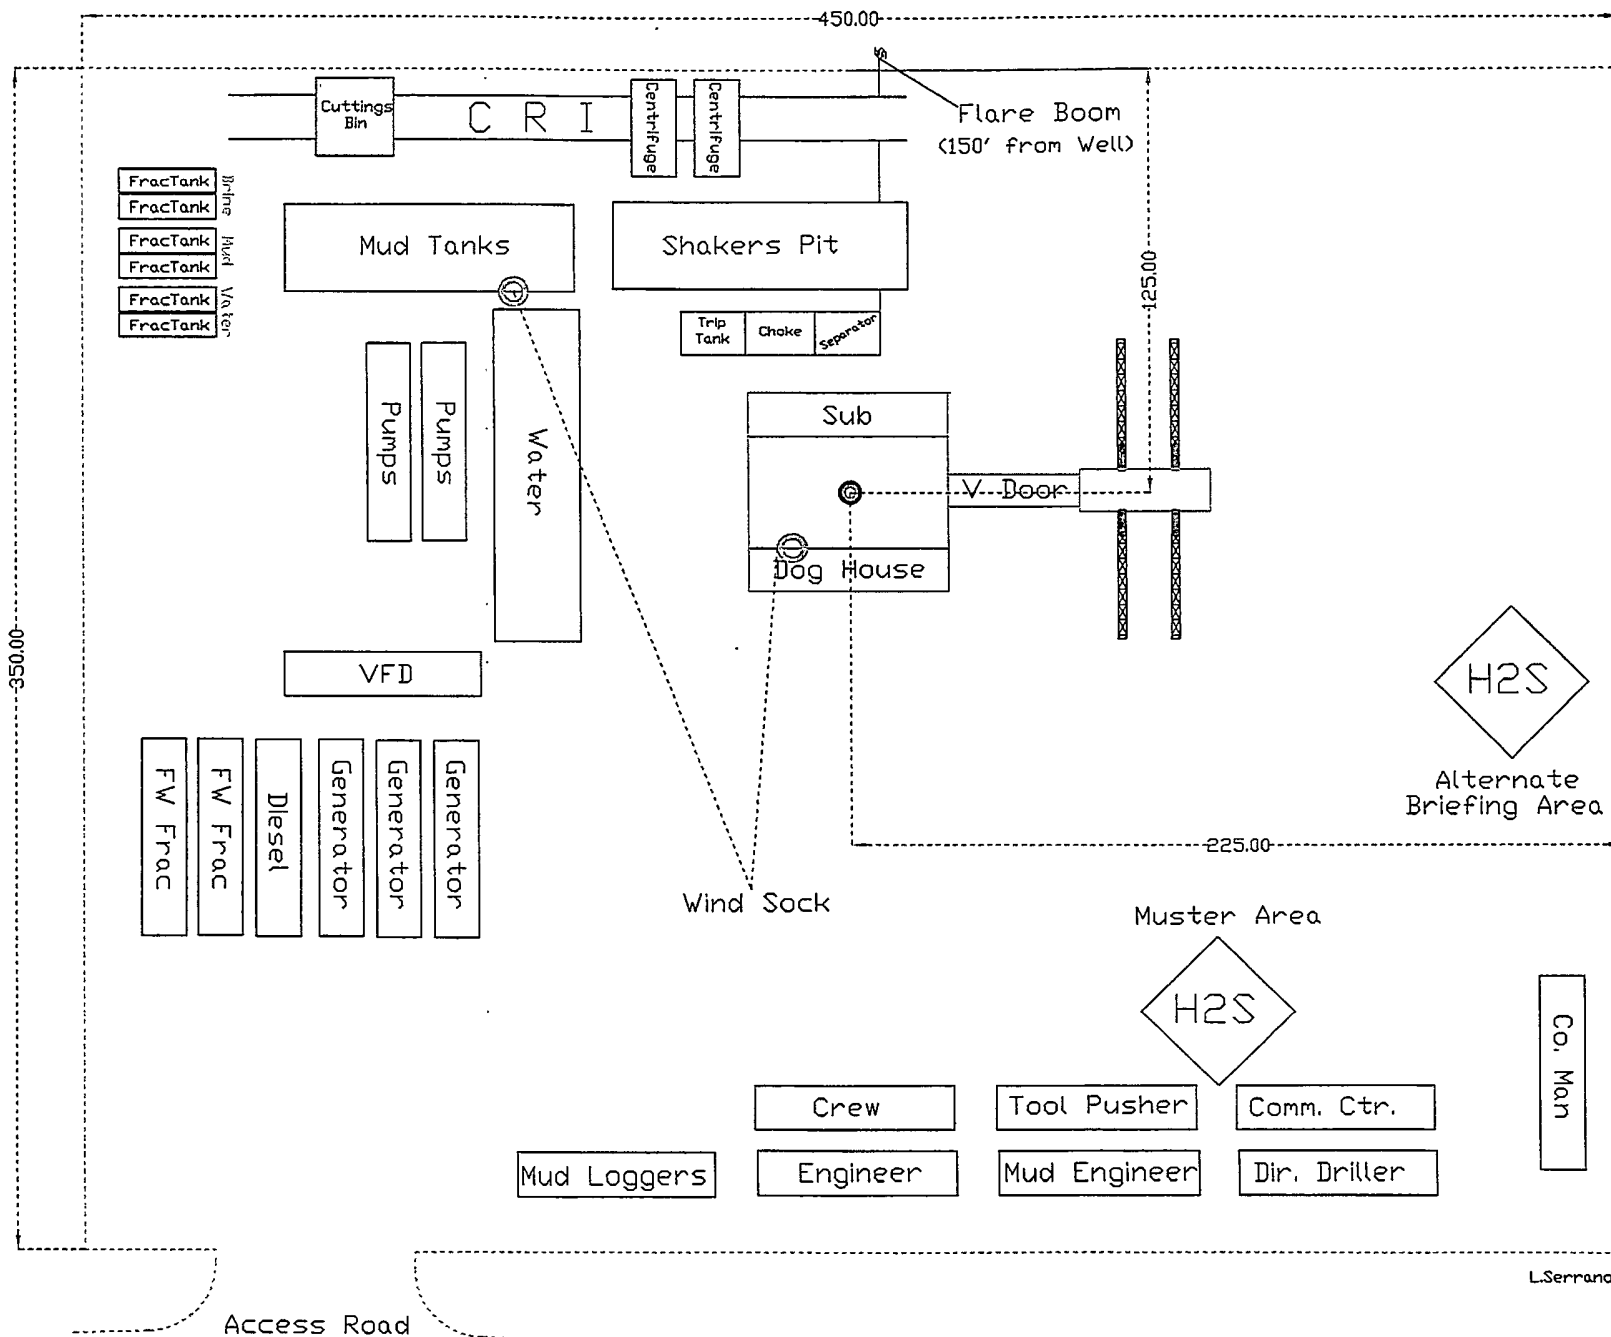 450.00
Flare Boom
(150' from Well)
Cuttings
Bin
C R I
Centrifuge
Centrifuge
FracTank
FracTank
Brine
FracTank
FracTank
Mud
FracTank
FracTank
Water
Mud Tanks
Shakers Pit
125.00
Trip
Tank
Choke
Separator
Pumps
Pumps
Water
Sub
V Door
Dog House
350.00
VFD
H2S
Alternate
Briefing Area
FW Frac
FW Frac
Diesel
Generator
Generator
Generator
225.00
Wind Sock
Muster Area
H2S
Co. Man
Crew
Tool Pusher
Comm. Ctr.
Mud Loggers
Engineer
Mud Engineer
Dir. Driller
L.Serrano
Access Road